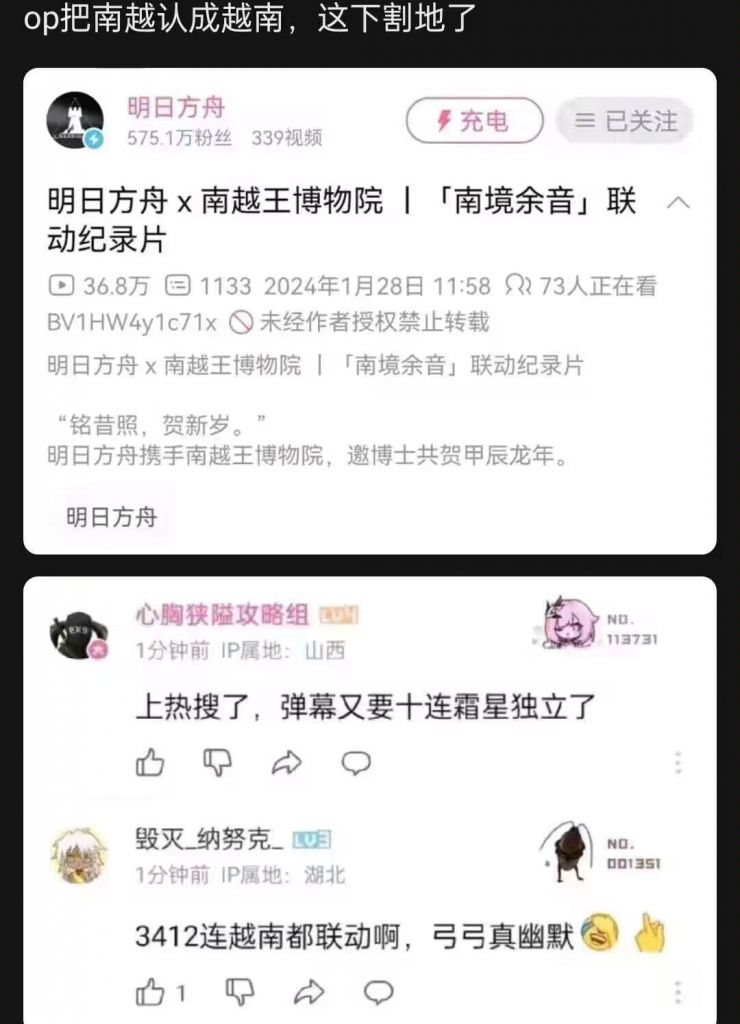 op把南越认成越南，这下割地了
明日方舟
充电
已关注
575.1万粉丝 339视频
明日方舟 x 南越王博物院 丨「南境余音」联
动纪录片
36.8万 1133 2024年1月28日 11:58 73人正在看
BV1HW4y1c71x 未经作者授权禁止转载
明日方舟 x 南越王博物院 丨「南境余音」联动纪录片
“铭昔照，贺新岁。”
明日方舟携手南越王博物院，邀博士共贺甲辰龙年。
明日方舟
心胸狭隘攻略组 LV4
NO.
113731
1分钟前 IP属地：山西
上热搜了，弹幕又要十连霜星独立了
毁灭_纳努克_ LV3
NO.
001351
1分钟前 IP属地：湖北
3412连越南都联动啊，弓弓真幽默
1